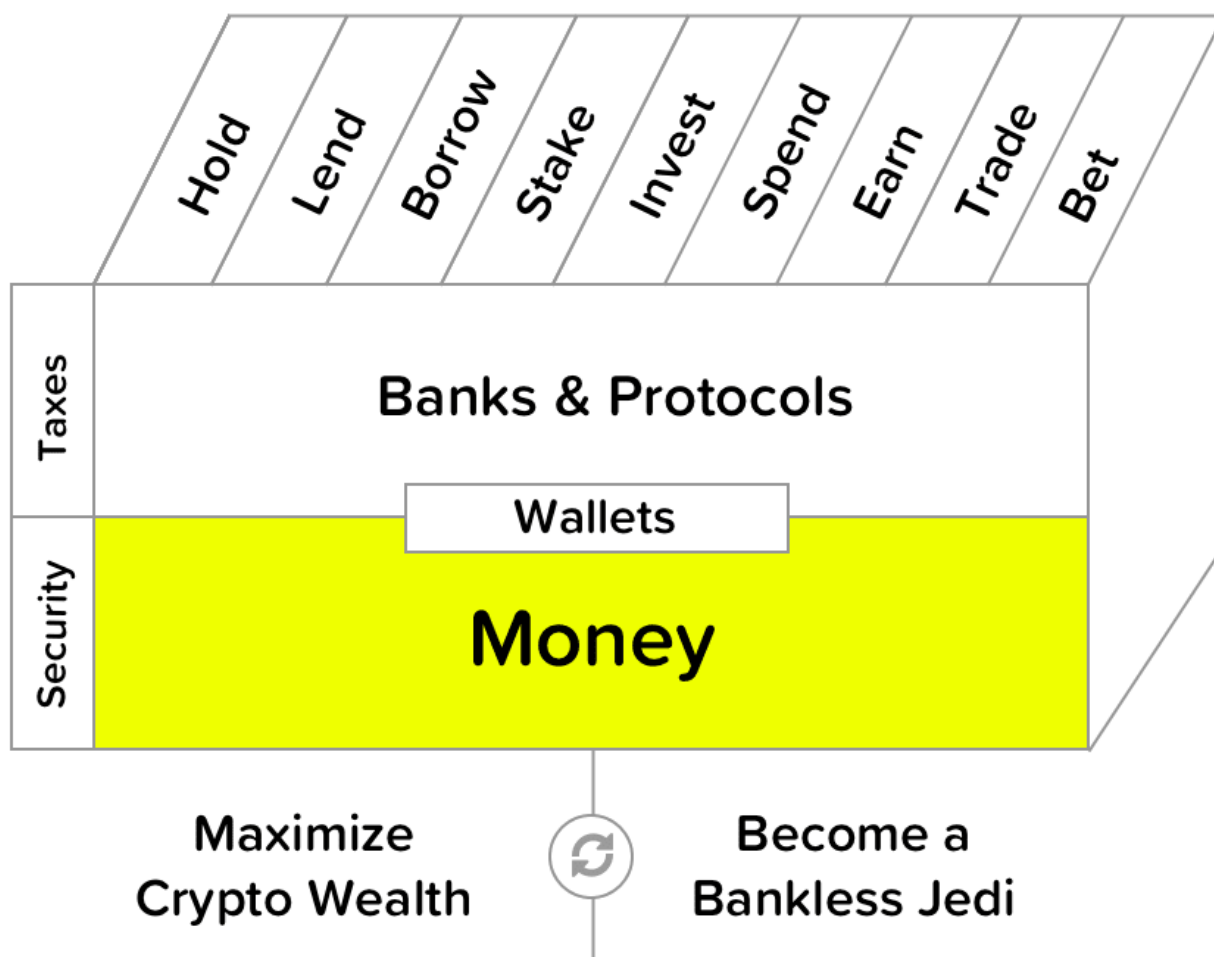 Hold
Lend
Borrow
Stake
Invest
Spend
Earn
Trade
Bet
Taxes
Banks & Protocols
Wallets
Security
Money
Maximize
Crypto Wealth
Become a
Bankless Jedi